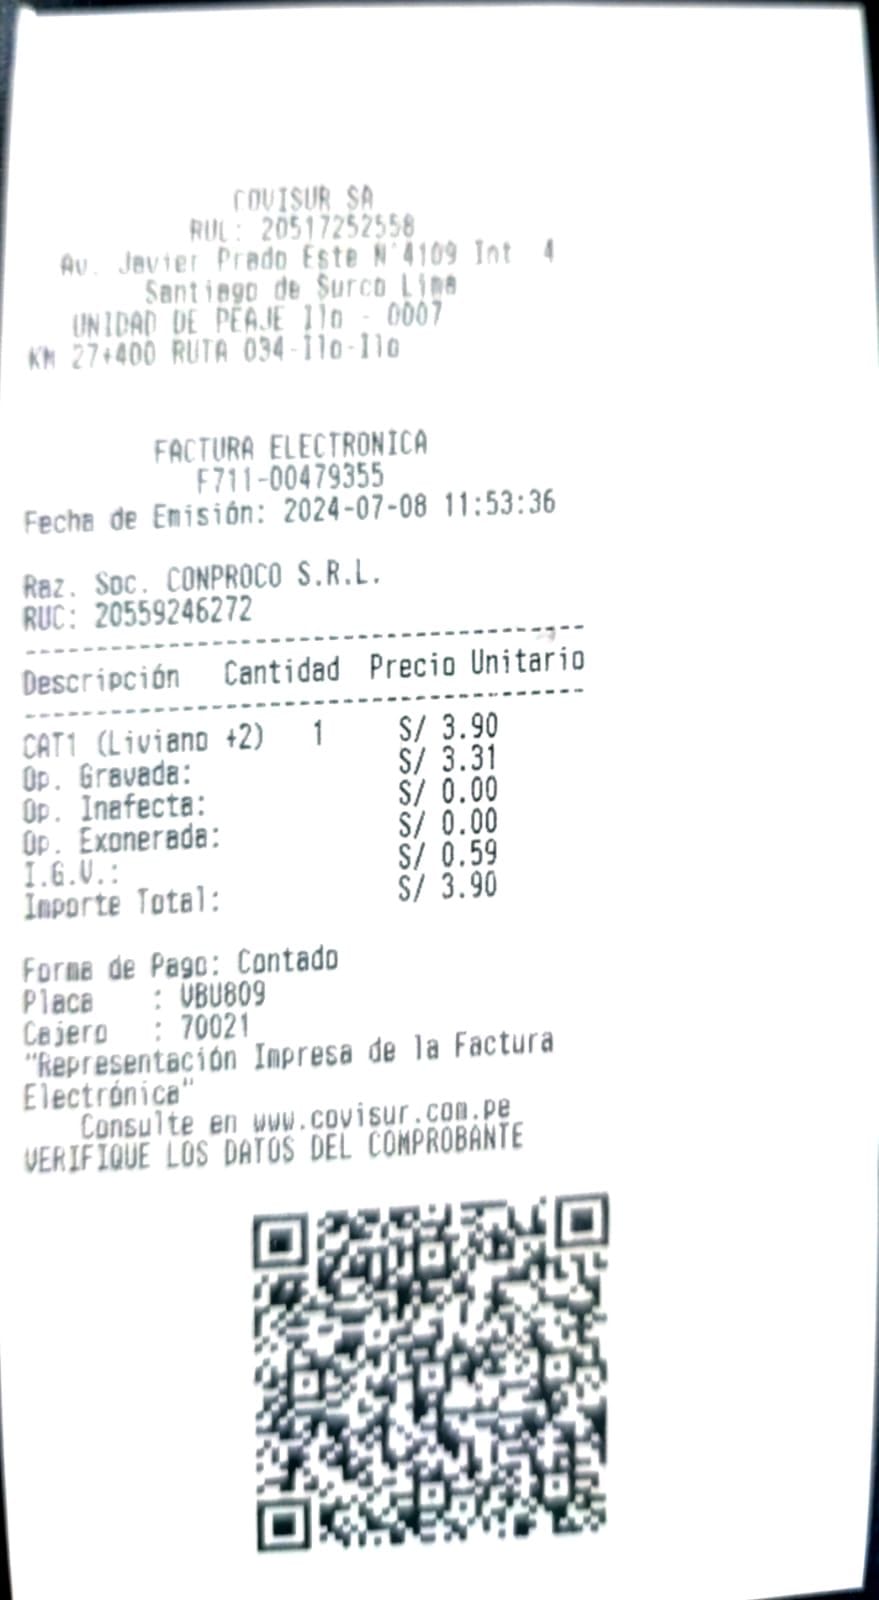 COVISUR SA
RUC: 20517252558
Av. Javier Prado Este N°4109 Int 4
Santiago de Surco Lima
UNIDAD DE PEAJE Ilo - 0007
KM 27+400 RUTA 034-Ilo-Ilo
FACTURA ELECTRONICA
F711-00479355
Fecha de Emisión: 2024-07-08 11:53:36
Raz. Soc. CONPROCO S.R.L.
RUC: 20559246272
Descripción Cantidad Precio Unitario
CAT1 (Liviano +2) 1 S/ 3.90
Op. Gravada: S/ 3.31
Op. Inafecta: S/ 0.00
Op. Exonerada: S/ 0.00
I.G.V.: S/ 0.59
Importe Total: S/ 3.90
Forma de Pago: Contado
Placa : VBU809
Cajero : 70021
"Representación Impresa de la Factura
Electrónica"
Consulte en www.covisur.com.pe
VERIFIQUE LOS DATOS DEL COMPROBANTE